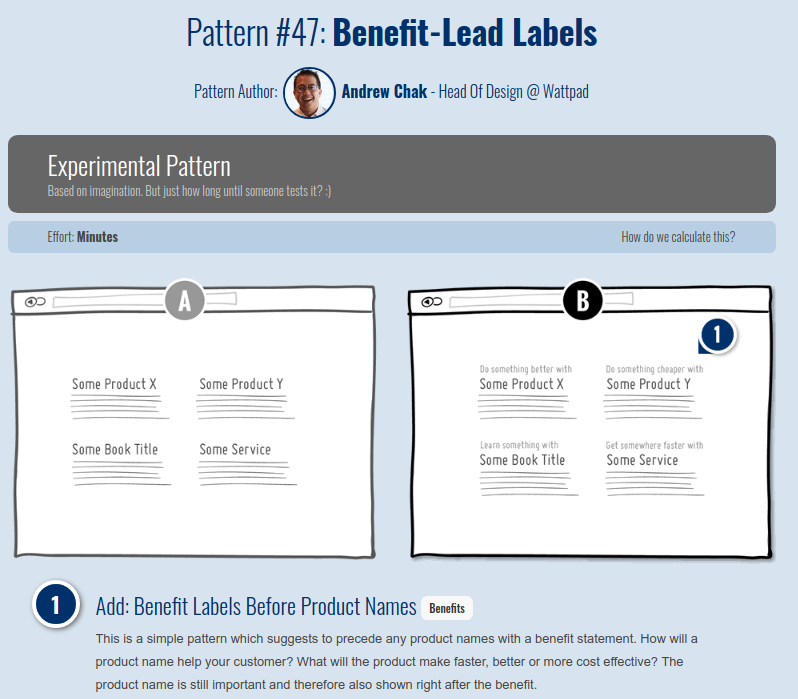 Pattern #47: Benefit-Lead Labels
Pattern Author: Andrew Chak - Head Of Design @ Wattpad
Experimental Pattern
Based on imagination. But just how long until someone tests it? :)
Effort: Minutes
How do we calculate this?
A
Some Product X
Some Product Y
Some Book Title
Some Service
B
1
Do something better with
Some Product X
Do something cheaper with
Some Product Y
Learn something with
Some Book Title
Get somewhere faster with
Some Service
1
Add: Benefit Labels Before Product Names Benefits
This is a simple pattern which suggests to precede any product names with a benefit statement. How will a
product name help your customer? What will the product make faster, better or more cost effective? The
product name is still important and therefore also shown right after the benefit.